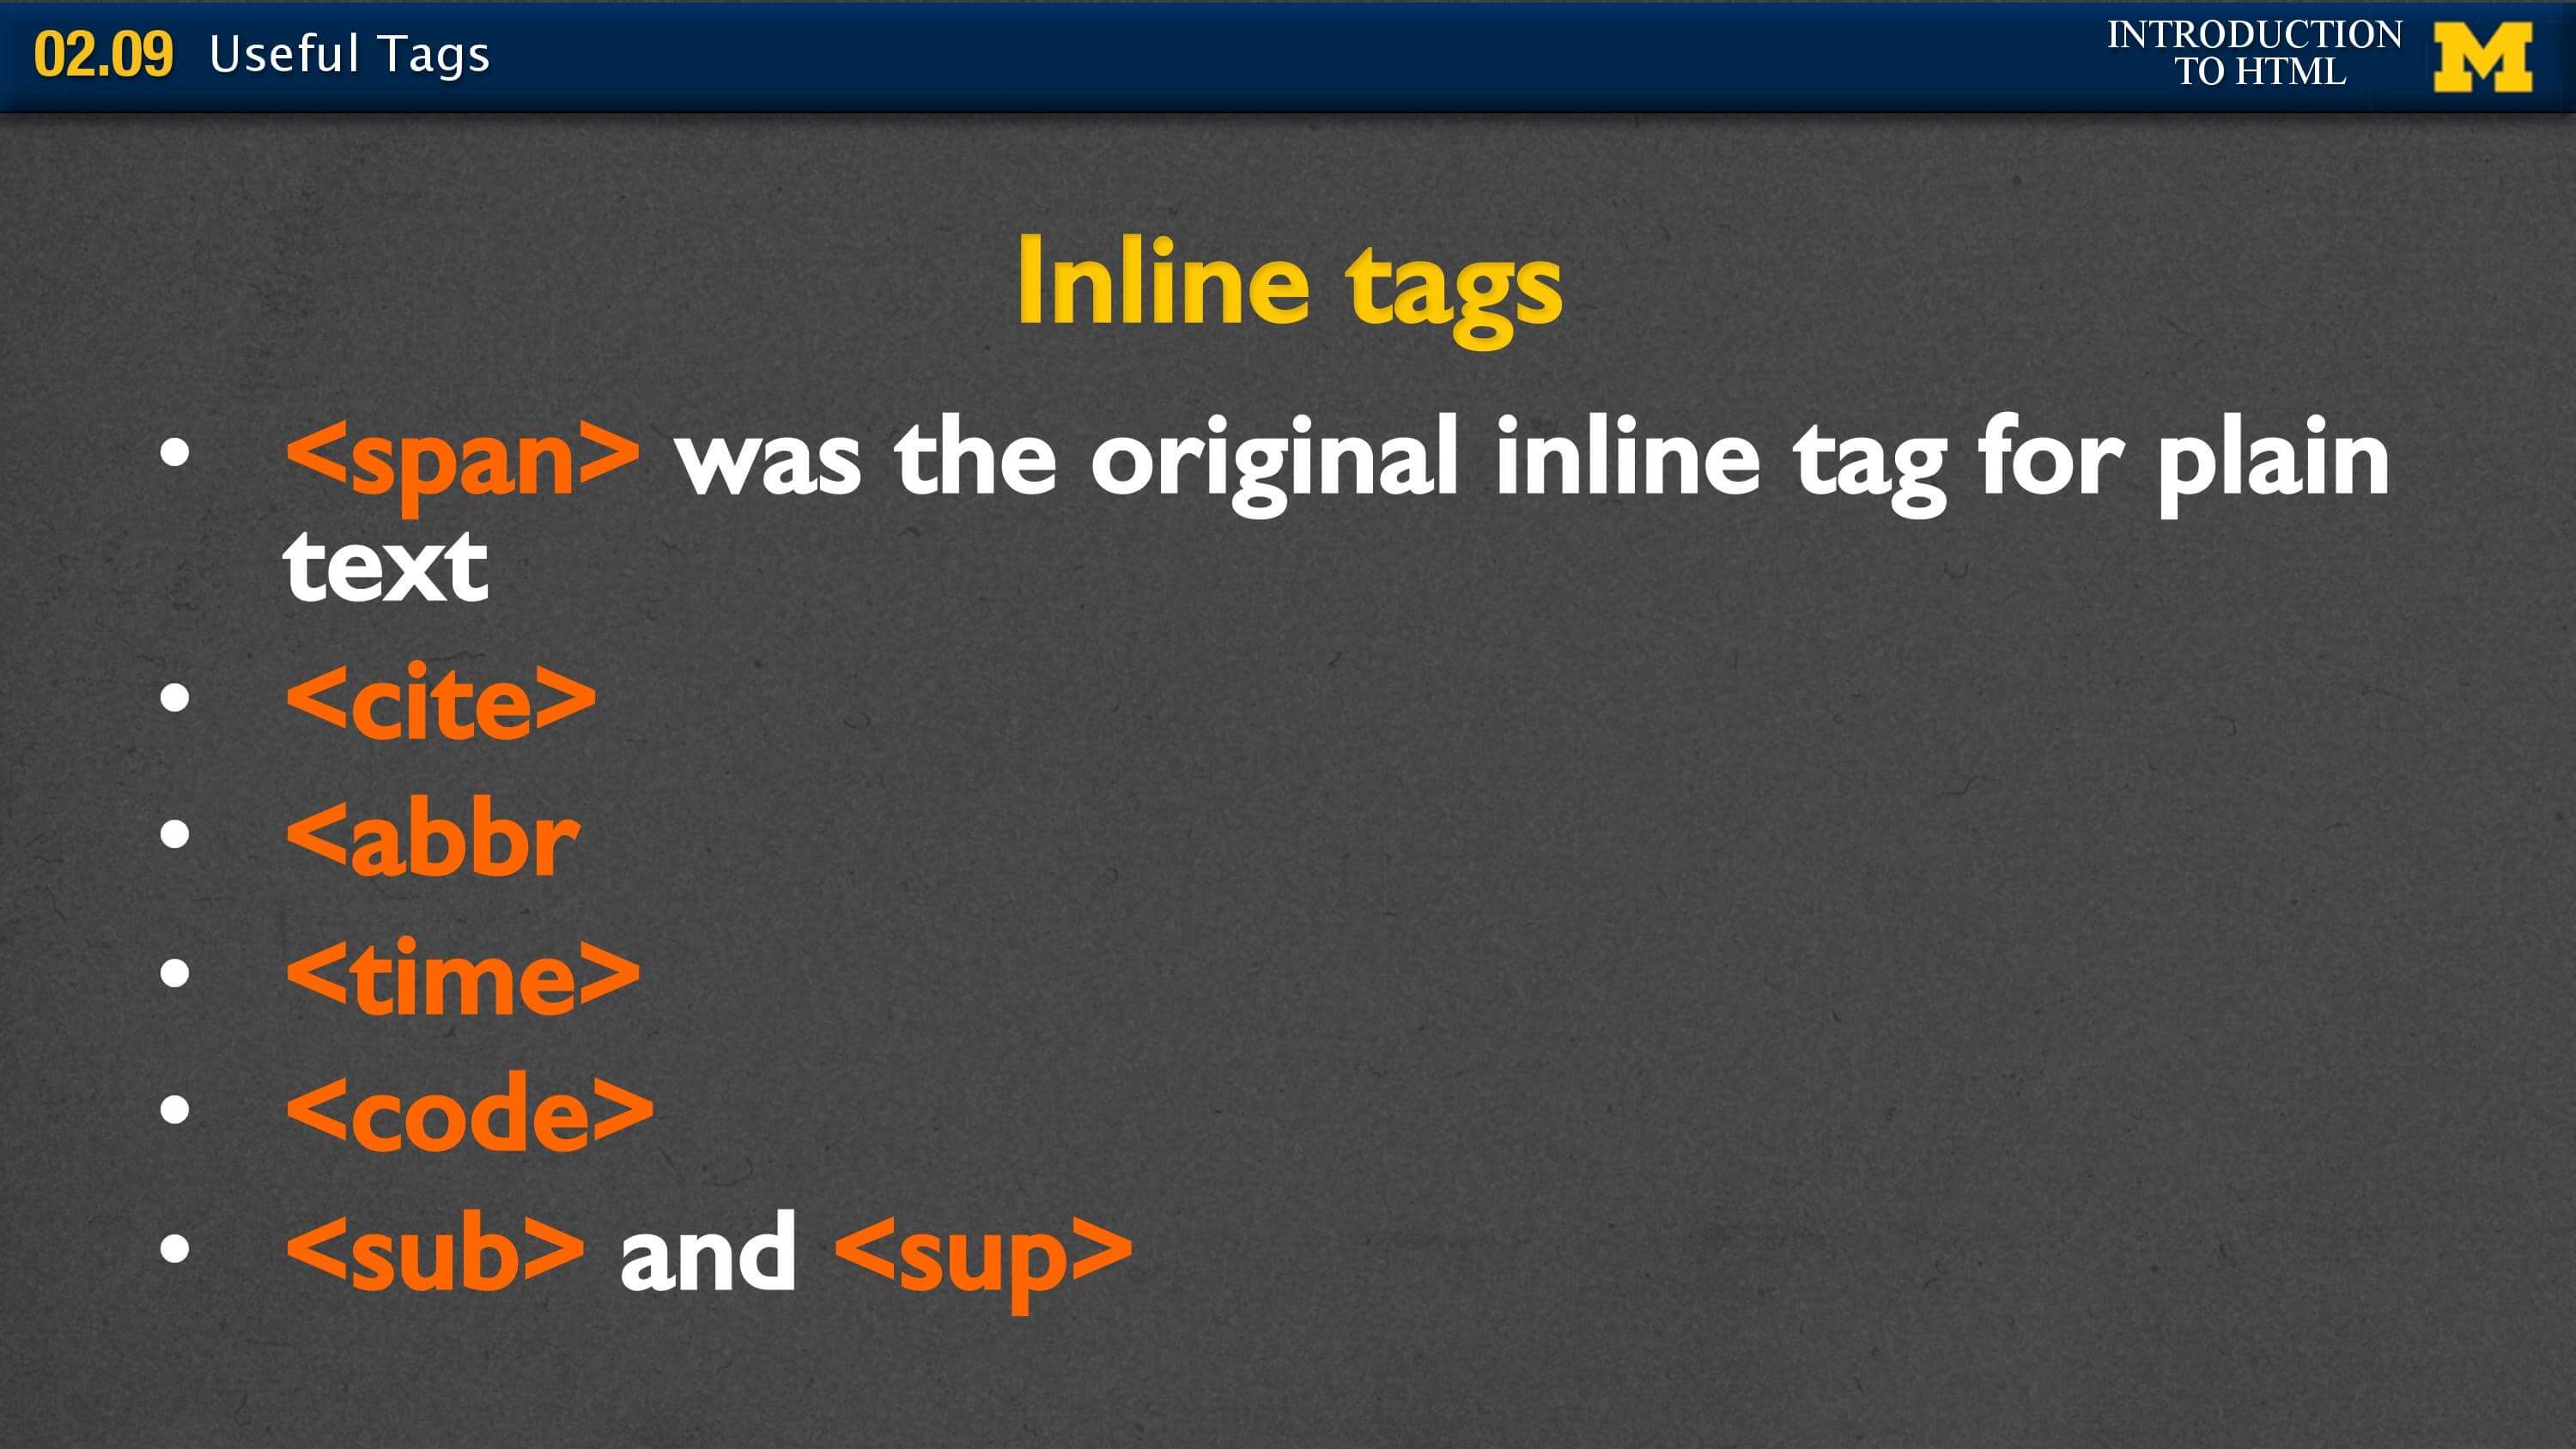 02.09 Useful Tags
INTRODUCTION
TO HTML
M
Inline tags
• <span> was the original inline tag for plain
text
• <cite>
• <abbr
• <time>
• <code>
• <sub> and <sup>